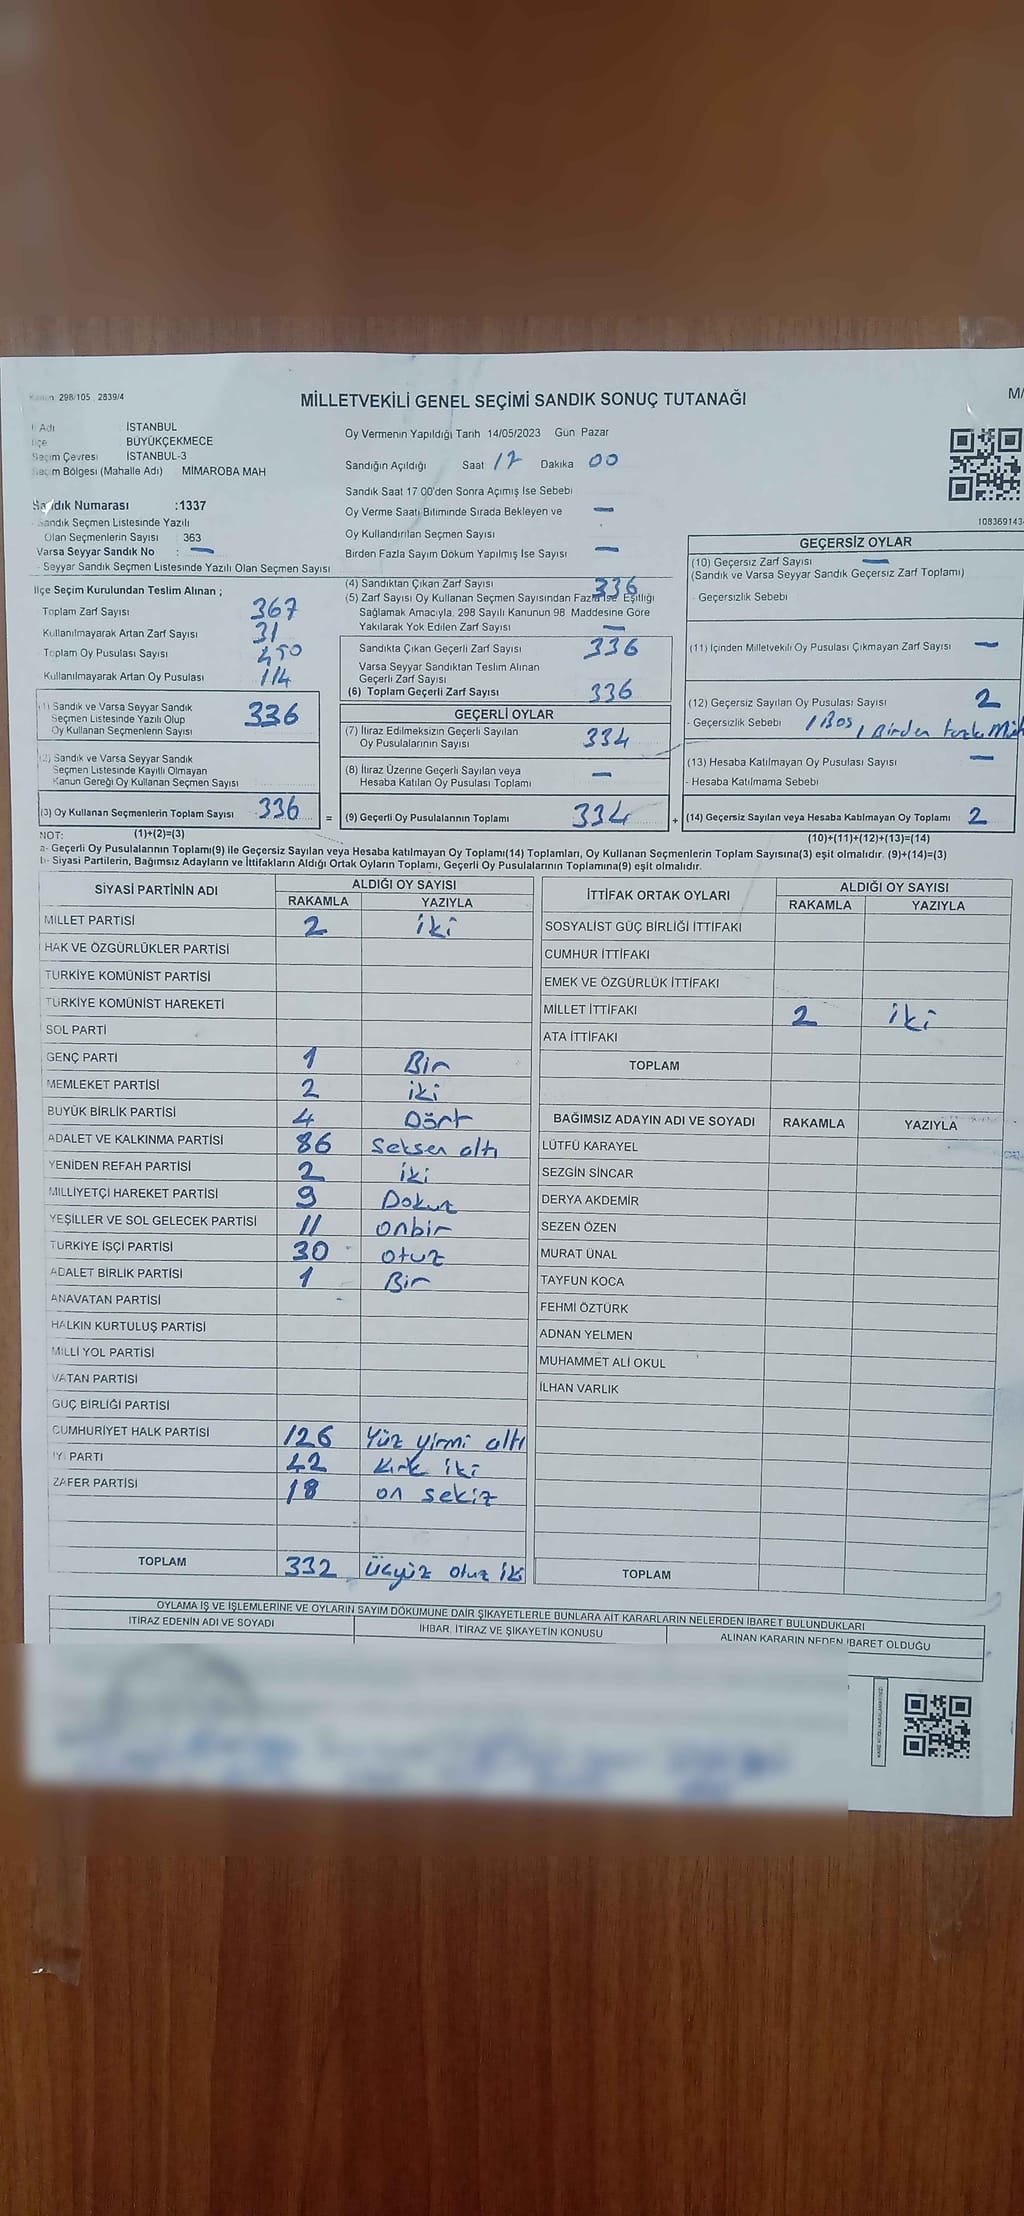 Kanun 298/105 , 2839/4
MİLLETVEKİLİ GENEL SEÇİMİ SANDIK SONUÇ TUTANAĞI
M/
İl Adı İSTANBUL
İlçe BÜYÜKÇEKMECE
Seçim Çevresi İSTANBUL-3
Seçim Bölgesi (Mahalle Adı) MİMAROBA MAH
Sandık Numarası :1337
- Sandık Seçmen Listesinde Yazılı
Olan Seçmenlerin Sayısı : 363
Varsa Seyyar Sandık No : —
- Seyyar Sandık Seçmen Listesinde Yazılı Olan Seçmen Sayısı
İlçe Seçim Kurulundan Teslim Alınan ;
Toplam Zarf Sayısı 367
Kullanılmayarak Artan Zarf Sayısı 31
Toplam Oy Pusulası Sayısı 450
Kullanılmayarak Artan Oy Pusulası 114
(1) Sandık ve Varsa Seyyar Sandık
Seçmen Listesinde Yazılı Olup
Oy Kullanan Seçmenlerin Sayısı 336
(2) Sandık ve Varsa Seyyar Sandık
Seçmen Listesinde Kayıtlı Olmayan
Kanun Gereği Oy Kullanan Seçmen Sayısı
(3) Oy Kullanan Seçmenlerin Toplam Sayısı 336 =
Oy Vermenin Yapıldığı Tarih 14/05/2023 Gün Pazar
Sandığın Açıldığı Saat 17 Dakika 00
Sandık Saat 17 00'den Sonra Açımış İse Sebebi
Oy Verme Saati Bitiminde Sırada Bekleyen ve —
Oy Kullandırılan Seçmen Sayısı
Birden Fazla Sayım Döküm Yapılmış İse Sayısı —
(4) Sandıktan Çıkan Zarf Sayısı 336
(5) Zarf Sayısı Oy Kullanan Seçmen Sayısından Fazla ise Eşitliği
Sağlamak Amacıyla, 298 Sayılı Kanunun 98 Maddesine Göre
Yakılarak Yok Edilen Zarf Sayısı —
Sandıkta Çıkan Geçerli Zarf Sayısı 336
Varsa Seyyar Sandıktan Teslim Alınan
Geçerli Zarf Sayısı
(6) Toplam Geçerli Zarf Sayısı 336
GEÇERLİ OYLAR
(7) İtiraz Edilmeksizin Geçerli Sayılan
Oy Pusulalarının Sayısı 334
(8) İtiraz Üzerine Geçerli Sayılan veya
Hesaba Katılan Oy Pusulası Toplamı —
(9) Geçerli Oy Pusulalarının Toplamı 334 +
108369143
GEÇERSİZ OYLAR
(10) Geçersiz Zarf Sayısı —
(Sandık ve Varsa Seyyar Sandık Geçersiz Zarf Toplamı)
- Geçersizlik Sebebi
(11) İçinden Milletvekili Oy Pusulası Çıkmayan Zarf Sayısı —
(12) Geçersiz Sayılan Oy Pusulası Sayısı 2
- Geçersizlik Sebebi 1 Boş, 1 Birden fazla Müh
(13) Hesaba Katılmayan Oy Pusulası Sayısı —
- Hesaba Katılmama Sebebi
(14) Geçersiz Sayılan veya Hesaba Katılmayan Oy Toplamı 2
NOT: (1)+(2)=(3)
(10)+(11)+(12)+(13)=(14)
a- Geçerli Oy Pusulalarının Toplamı(9) ile Geçersiz Sayılan veya Hesaba katılmayan Oy Toplamı(14) Toplamları, Oy Kullanan Seçmenlerin Toplam Sayısına(3) eşit olmalıdır. (9)+(14)=(3)
b- Siyasi Partilerin, Bağımsız Adayların ve İttifakların Aldığı Ortak Oyların Toplamı, Geçerli Oy Pusulalarının Toplamına(9) eşit olmalıdır.
SİYASİ PARTİNİN ADI ALDIĞI OY SAYISI
RAKAMLA YAZIYLA
MİLLET PARTİSİ 2 iki
HAK VE ÖZGÜRLÜKLER PARTİSİ
TÜRKİYE KOMÜNİST PARTİSİ
TÜRKİYE KOMÜNİST HAREKETİ
SOL PARTİ
GENÇ PARTİ 1 Bir
MEMLEKET PARTİSİ 2 iki
BÜYÜK BİRLİK PARTİSİ 4 Dört
ADALET VE KALKINMA PARTİSİ 86 Seksen altı
YENİDEN REFAH PARTİSİ 2 iki
MİLLİYETÇİ HAREKET PARTİSİ 9 Dokuz
YEŞİLLER VE SOL GELECEK PARTİSİ 11 onbir
TÜRKİYE İŞÇİ PARTİSİ 30 otuz
ADALET BİRLİK PARTİSİ 1 Bir
ANAVATAN PARTİSİ
HALKIN KURTULUŞ PARTİSİ
MİLLİ YOL PARTİSİ
VATAN PARTİSİ
GÜÇ BİRLİĞİ PARTİSİ
CUMHURİYET HALK PARTİSİ 126 Yüz yirmi altı
İYİ PARTİ 42 kırk iki
ZAFER PARTİSİ 18 on sekiz
TOPLAM 332 Üçyüz otuz iki
İTTİFAK ORTAK OYLARI ALDIĞI OY SAYISI
RAKAMLA YAZIYLA
SOSYALİST GÜÇ BİRLİĞİ İTTİFAKI
CUMHUR İTTİFAKI
EMEK VE ÖZGÜRLÜK İTTİFAKI
MİLLET İTTİFAKI 2 iki
ATA İTTİFAKI
TOPLAM
BAĞIMSIZ ADAYIN ADI VE SOYADI RAKAMLA YAZIYLA
LÜTFÜ KARAYEL
SEZGİN SİNCAR
DERYA AKDEMİR
SEZEN ÖZEN
MURAT ÜNAL
TAYFUN KOCA
FEHMİ ÖZTÜRK
ADNAN YELMEN
MUHAMMET ALİ OKUL
İLHAN VARLIK
TOPLAM
OYLAMA İŞ VE İŞLEMLERİNE VE OYLARIN SAYIM DÖKÜMÜNE DAİR ŞİKAYETLERLE BUNLARA AİT KARARLARIN NELERDEN İBARET BULUNDUKLARI
İTİRAZ EDENİN ADI VE SOYADI İHBAR, İTİRAZ VE ŞİKAYETİN KONUSU ALINAN KARARIN NEDEN İBARET OLDUĞU